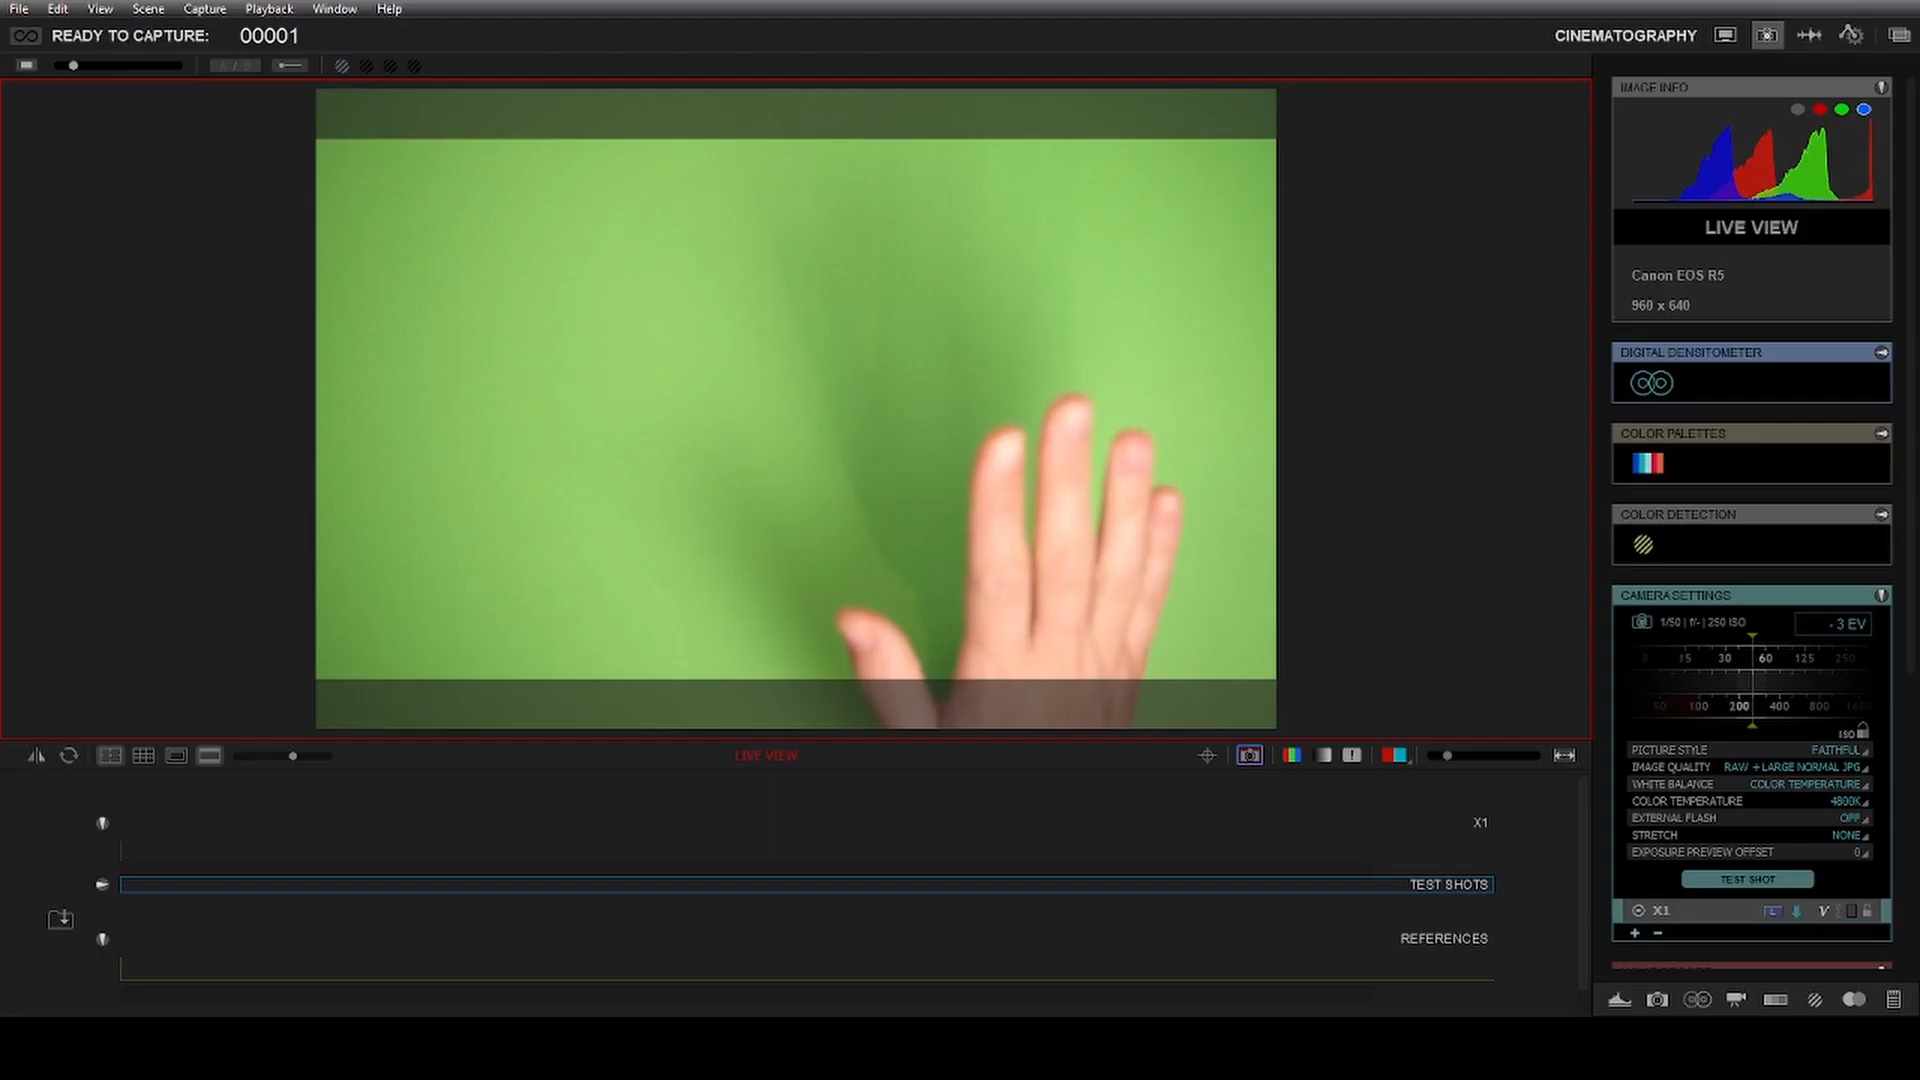 File Edit View Scene Capture Playback Window Help
READY TO CAPTURE: 00001
CINEMATOGRAPHY
A / B
IMAGE INFO
LIVE VIEW
Canon EOS R5
960 x 640
DIGITAL DENSITOMETER
COLOR PALETTES
COLOR DETECTION
CAMERA SETTINGS
1/50 | f/- | 250 ISO
- 3 EV
8 15 30 60 125 250
50 100 200 400 800 1600
ISO
PICTURE STYLE FAITHFUL
IMAGE QUALITY RAW + LARGE NORMAL JPG
WHITE BALANCE COLOR TEMPERATURE
COLOR TEMPERATURE 4800K
EXTERNAL FLASH OFF
STRETCH NONE
EXPOSURE PREVIEW OFFSET 0
TEST SHOT
X1 L V
+ -
LIVE VIEW
X1
TEST SHOTS
REFERENCES